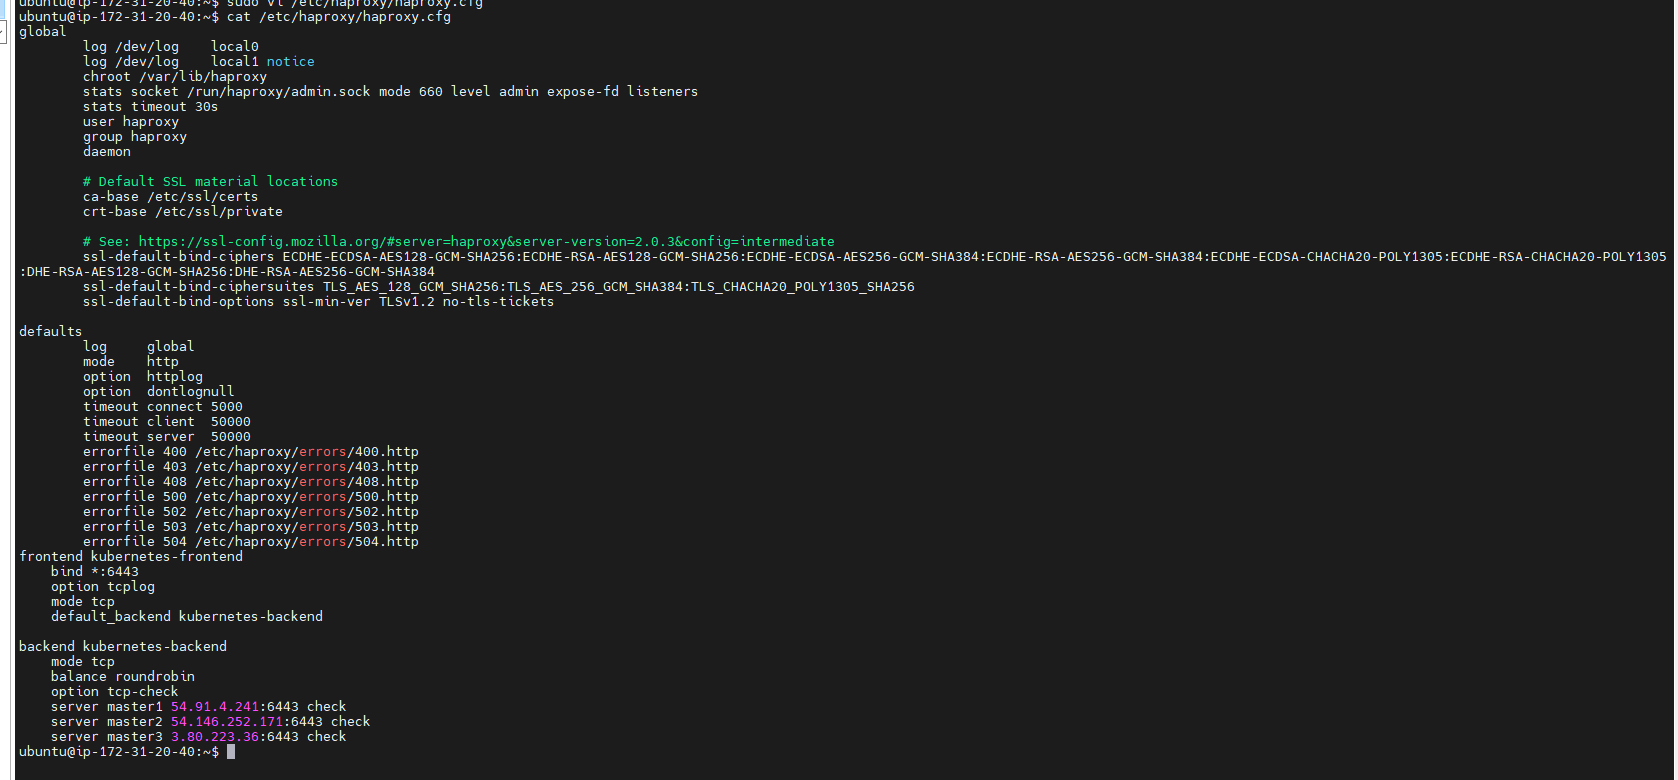 ubuntu@ip-172-31-20-40:~$ sudo vi /etc/haproxy/haproxy.cfg
ubuntu@ip-172-31-20-40:~$ cat /etc/haproxy/haproxy.cfg
global
        log /dev/log    local0
        log /dev/log    local1 notice
        chroot /var/lib/haproxy
        stats socket /run/haproxy/admin.sock mode 660 level admin expose-fd listeners
        stats timeout 30s
        user haproxy
        group haproxy
        daemon

        # Default SSL material locations
        ca-base /etc/ssl/certs
        crt-base /etc/ssl/private

        # See: https://ssl-config.mozilla.org/#server=haproxy&server-version=2.0.3&config=intermediate
        ssl-default-bind-ciphers ECDHE-ECDSA-AES128-GCM-SHA256:ECDHE-RSA-AES128-GCM-SHA256:ECDHE-ECDSA-AES256-GCM-SHA384:ECDHE-RSA-AES256-GCM-SHA384:ECDHE-ECDSA-CHACHA20-POLY1305:ECDHE-RSA-CHACHA20-POLY1305
:DHE-RSA-AES128-GCM-SHA256:DHE-RSA-AES256-GCM-SHA384
        ssl-default-bind-ciphersuites TLS_AES_128_GCM_SHA256:TLS_AES_256_GCM_SHA384:TLS_CHACHA20_POLY1305_SHA256
        ssl-default-bind-options ssl-min-ver TLSv1.2 no-tls-tickets

defaults
        log     global
        mode    http
        option  httplog
        option  dontlognull
        timeout connect 5000
        timeout client  50000
        timeout server  50000
        errorfile 400 /etc/haproxy/errors/400.http
        errorfile 403 /etc/haproxy/errors/403.http
        errorfile 408 /etc/haproxy/errors/408.http
        errorfile 500 /etc/haproxy/errors/500.http
        errorfile 502 /etc/haproxy/errors/502.http
        errorfile 503 /etc/haproxy/errors/503.http
        errorfile 504 /etc/haproxy/errors/504.http
frontend kubernetes-frontend
    bind *:6443
    option tcplog
    mode tcp
    default_backend kubernetes-backend

backend kubernetes-backend
    mode tcp
    balance roundrobin
    option tcp-check
    server master1 54.91.4.241:6443 check
    server master2 54.146.252.171:6443 check
    server master3 3.80.223.36:6443 check
ubuntu@ip-172-31-20-40:~$